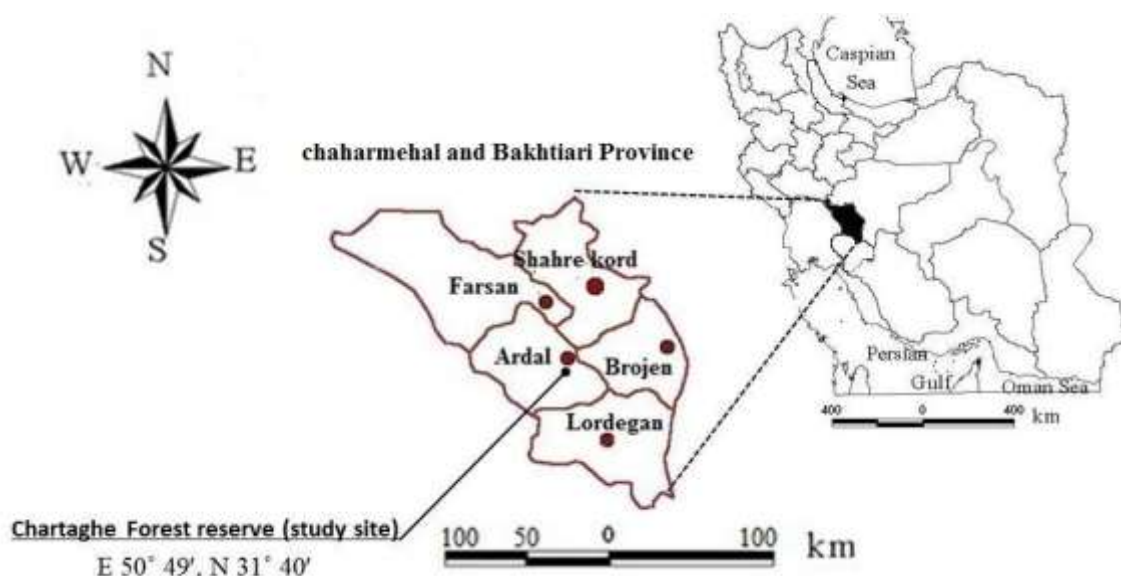 N
W E
S
chaharmehal and Bakhtiari Province
Caspian
Sea
Shahre kord
Farsan
Ardal
Brojen
Lordegan
Persian
Gulf
Oman Sea
400 0 400
km
Chartaghe Forest reserve (study site)
E 50° 49', N 31° 40'
100 50 0 100
km